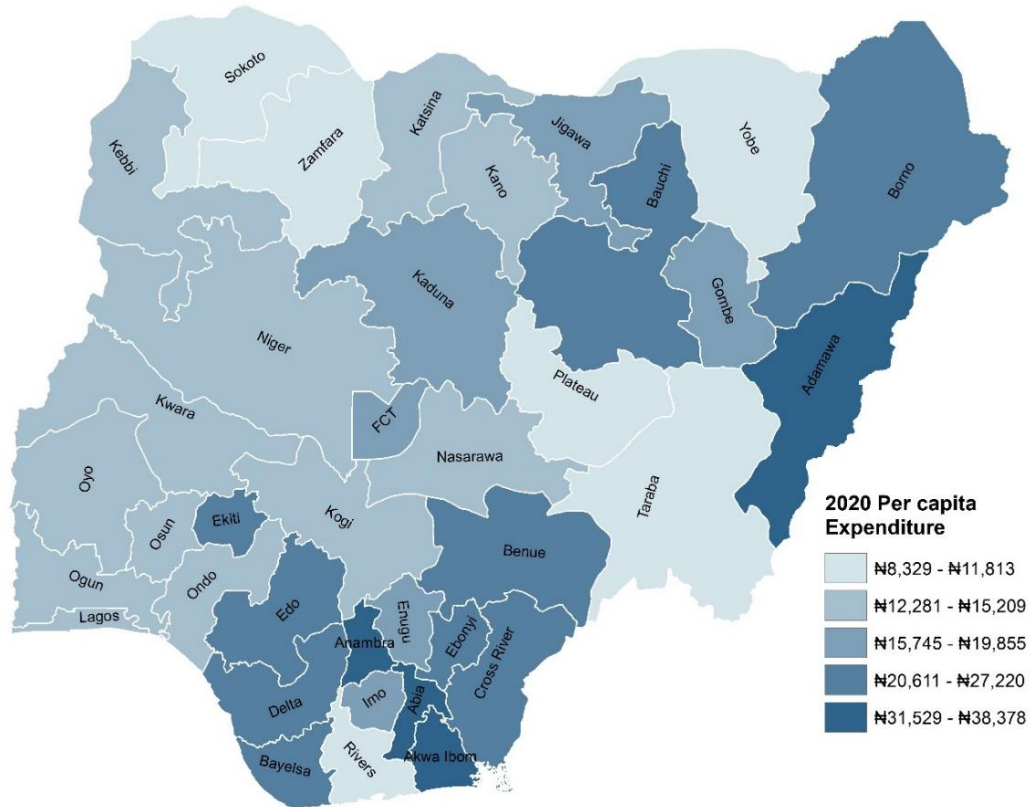 Sokoto
Zamfara
Katsina
Kebbi
Kano
Jigawa
Bauchi
Yobe
Borno
Kaduna
Gombe
Adamawa
Niger
Plateau
FCT
Kwara
Nasarawa
Taraba
Oyo
Osun
Ekiti
Kogi
Benue
Ogun
Ondo
Lagos
Edo
Enugu
Anambra
Ebonyi
Cross River
Delta
Imo
Abia
Bayelsa
Rivers
Akwa Ibom
2020 Per capita
Expenditure
₦8,329 - ₦11,813
₦12,281 - ₦15,209
₦15,745 - ₦19,855
₦20,611 - ₦27,220
₦31,529 - ₦38,378